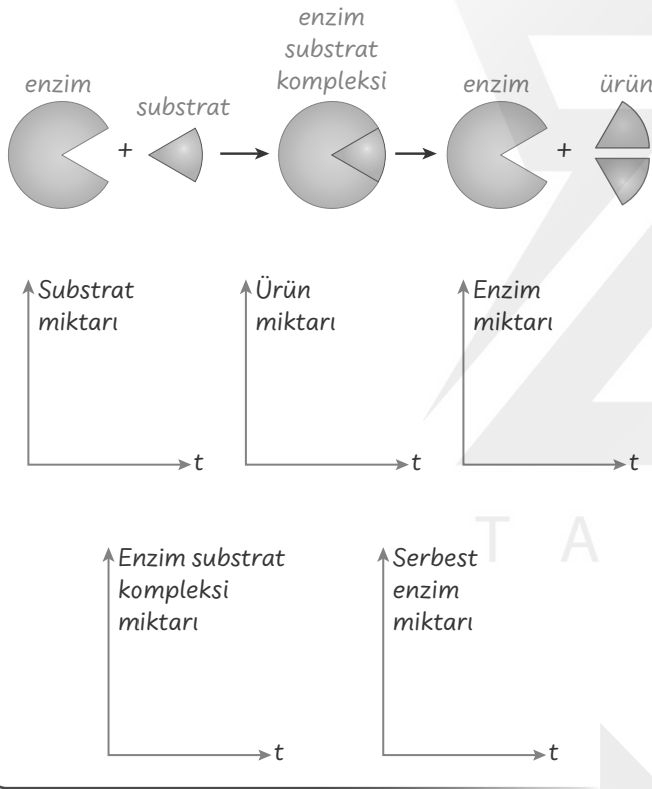 enzim
substrat
kompleksi
enzim
substrat
+
enzim
+
ürün
Substrat
miktarı
t
Ürün
miktarı
t
Enzim
miktarı
t
T A
Enzim substrat
kompleksi
miktarı
t
Serbest
enzim
miktarı
t